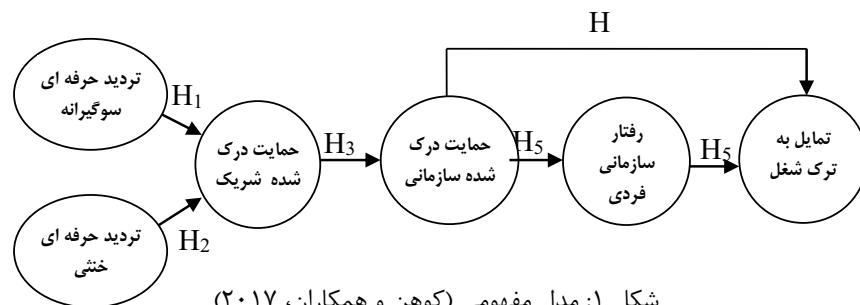 H
تردید حرفه ای
سوگیرانه
H1
تردید حرفه ای
خنثی
H2
حمایت درک
شده شریک
H3
حمایت درک
شده سازمانی
H5
رفتار
سازمانی
فردی
H5
تمایل به
ترک شغل
شکل ۱: مدل مفهومی (کوهن و همکاران، ۲۰۱۷)